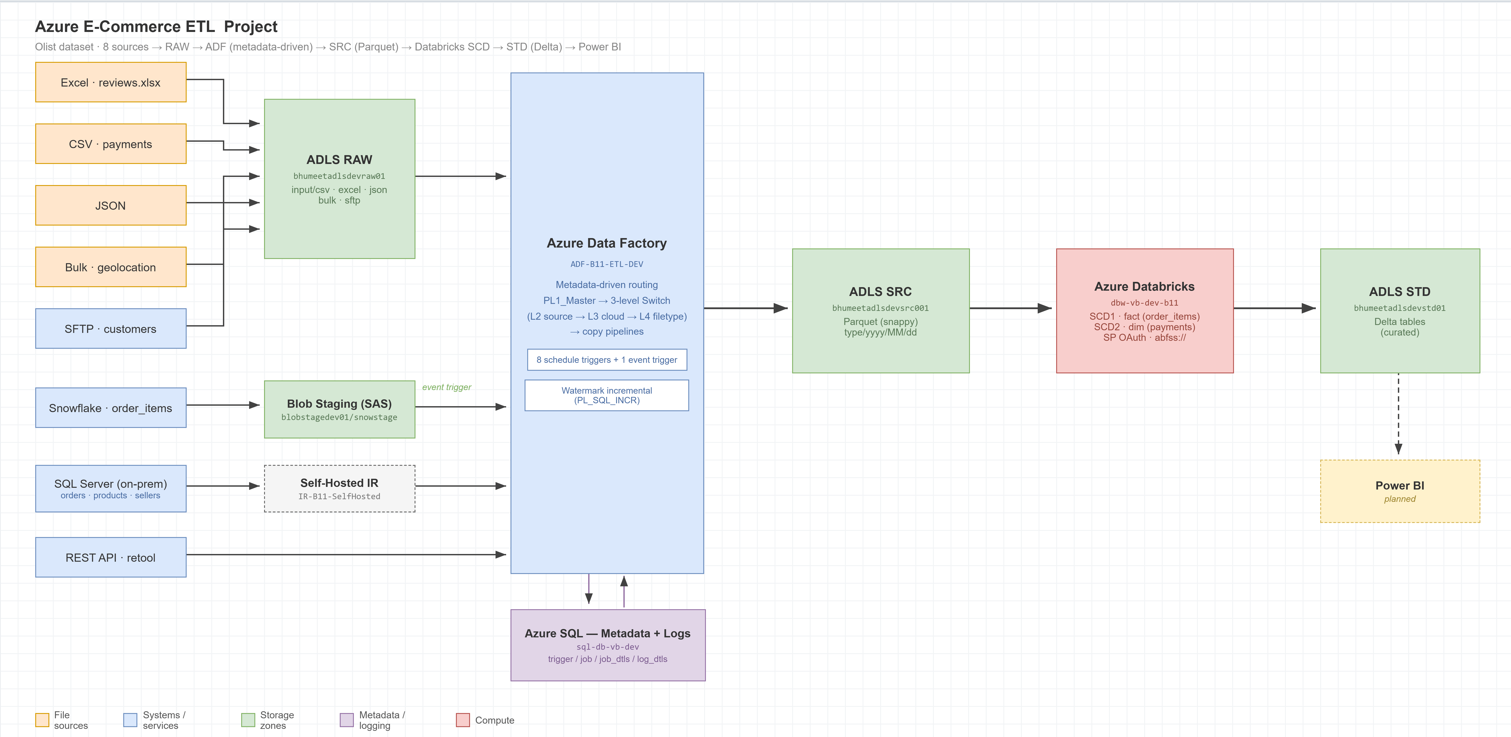 Azure E-Commerce ETL  Project
Olist dataset · 8 sources → RAW → ADF (metadata-driven) → SRC (Parquet) → Databricks SCD → STD (Delta) → Power BI
Excel · reviews.xlsx
CSV · payments
JSON
Bulk · geolocation
SFTP · customers
Snowflake · order_items
SQL Server (on-prem)
orders · products · sellers
REST API · retool
ADLS RAW
bhumeetadlsdevraw01
input/csv · excel · json
bulk · sftp
Blob Staging (SAS)
blobstagedev01/snowstage
event trigger
Self-Hosted IR
IR-B11-SelfHosted
Azure Data Factory
ADF-B11-ETL-DEV
Metadata-driven routing
PL1_Master → 3-level Switch
(L2 source → L3 cloud → L4 filetype)
→ copy pipelines
8 schedule triggers + 1 event trigger
Watermark incremental
(PL_SQL_INCR)
Azure SQL — Metadata + Logs
sql-db-vb-dev
trigger / job / job_dtls / log_dtls
ADLS SRC
bhumeetadlsdevsrc001
Parquet (snappy)
type/yyyy/MM/dd
Azure Databricks
dbw-vb-dev-b11
SCD1 · fact (order_items)
SCD2 · dim (payments)
SP OAuth · abfss://
ADLS STD
bhumeetadlsdevstd01
Delta tables
(curated)
Power BI
planned
File
sources
Systems /
services
Storage
zones
Metadata /
logging
Compute